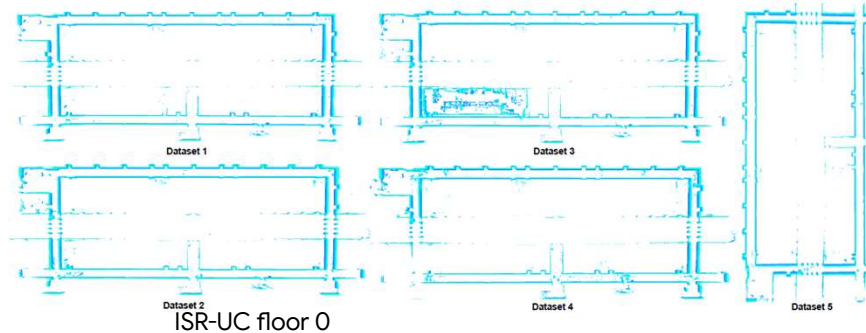 Dataset 1
Dataset 3
Dataset 2
Dataset 4
Dataset 5
ISR-UC floor 0